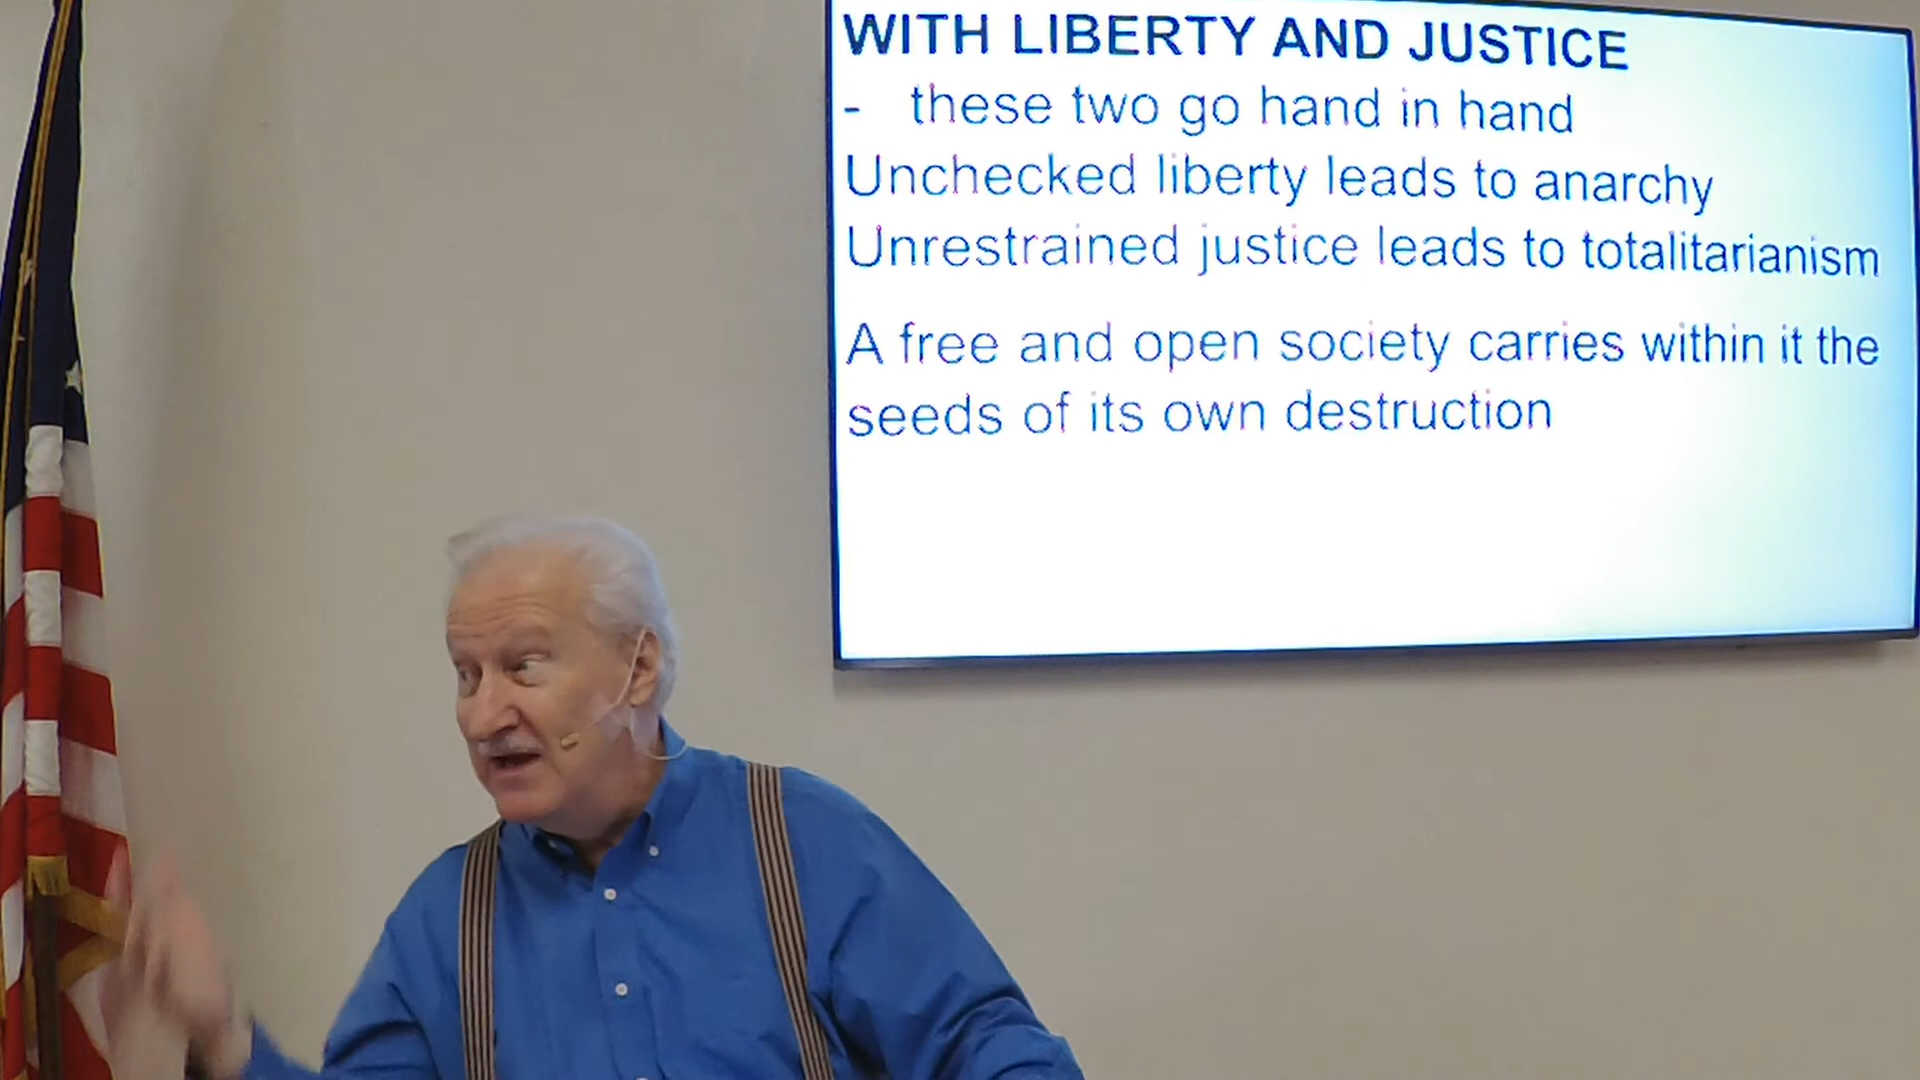 WITH LIBERTY AND JUSTICE
- these two go hand in hand
Unchecked liberty leads to anarchy
Unrestrained justice leads to totalitarianism
A free and open society carries within it the
seeds of its own destruction